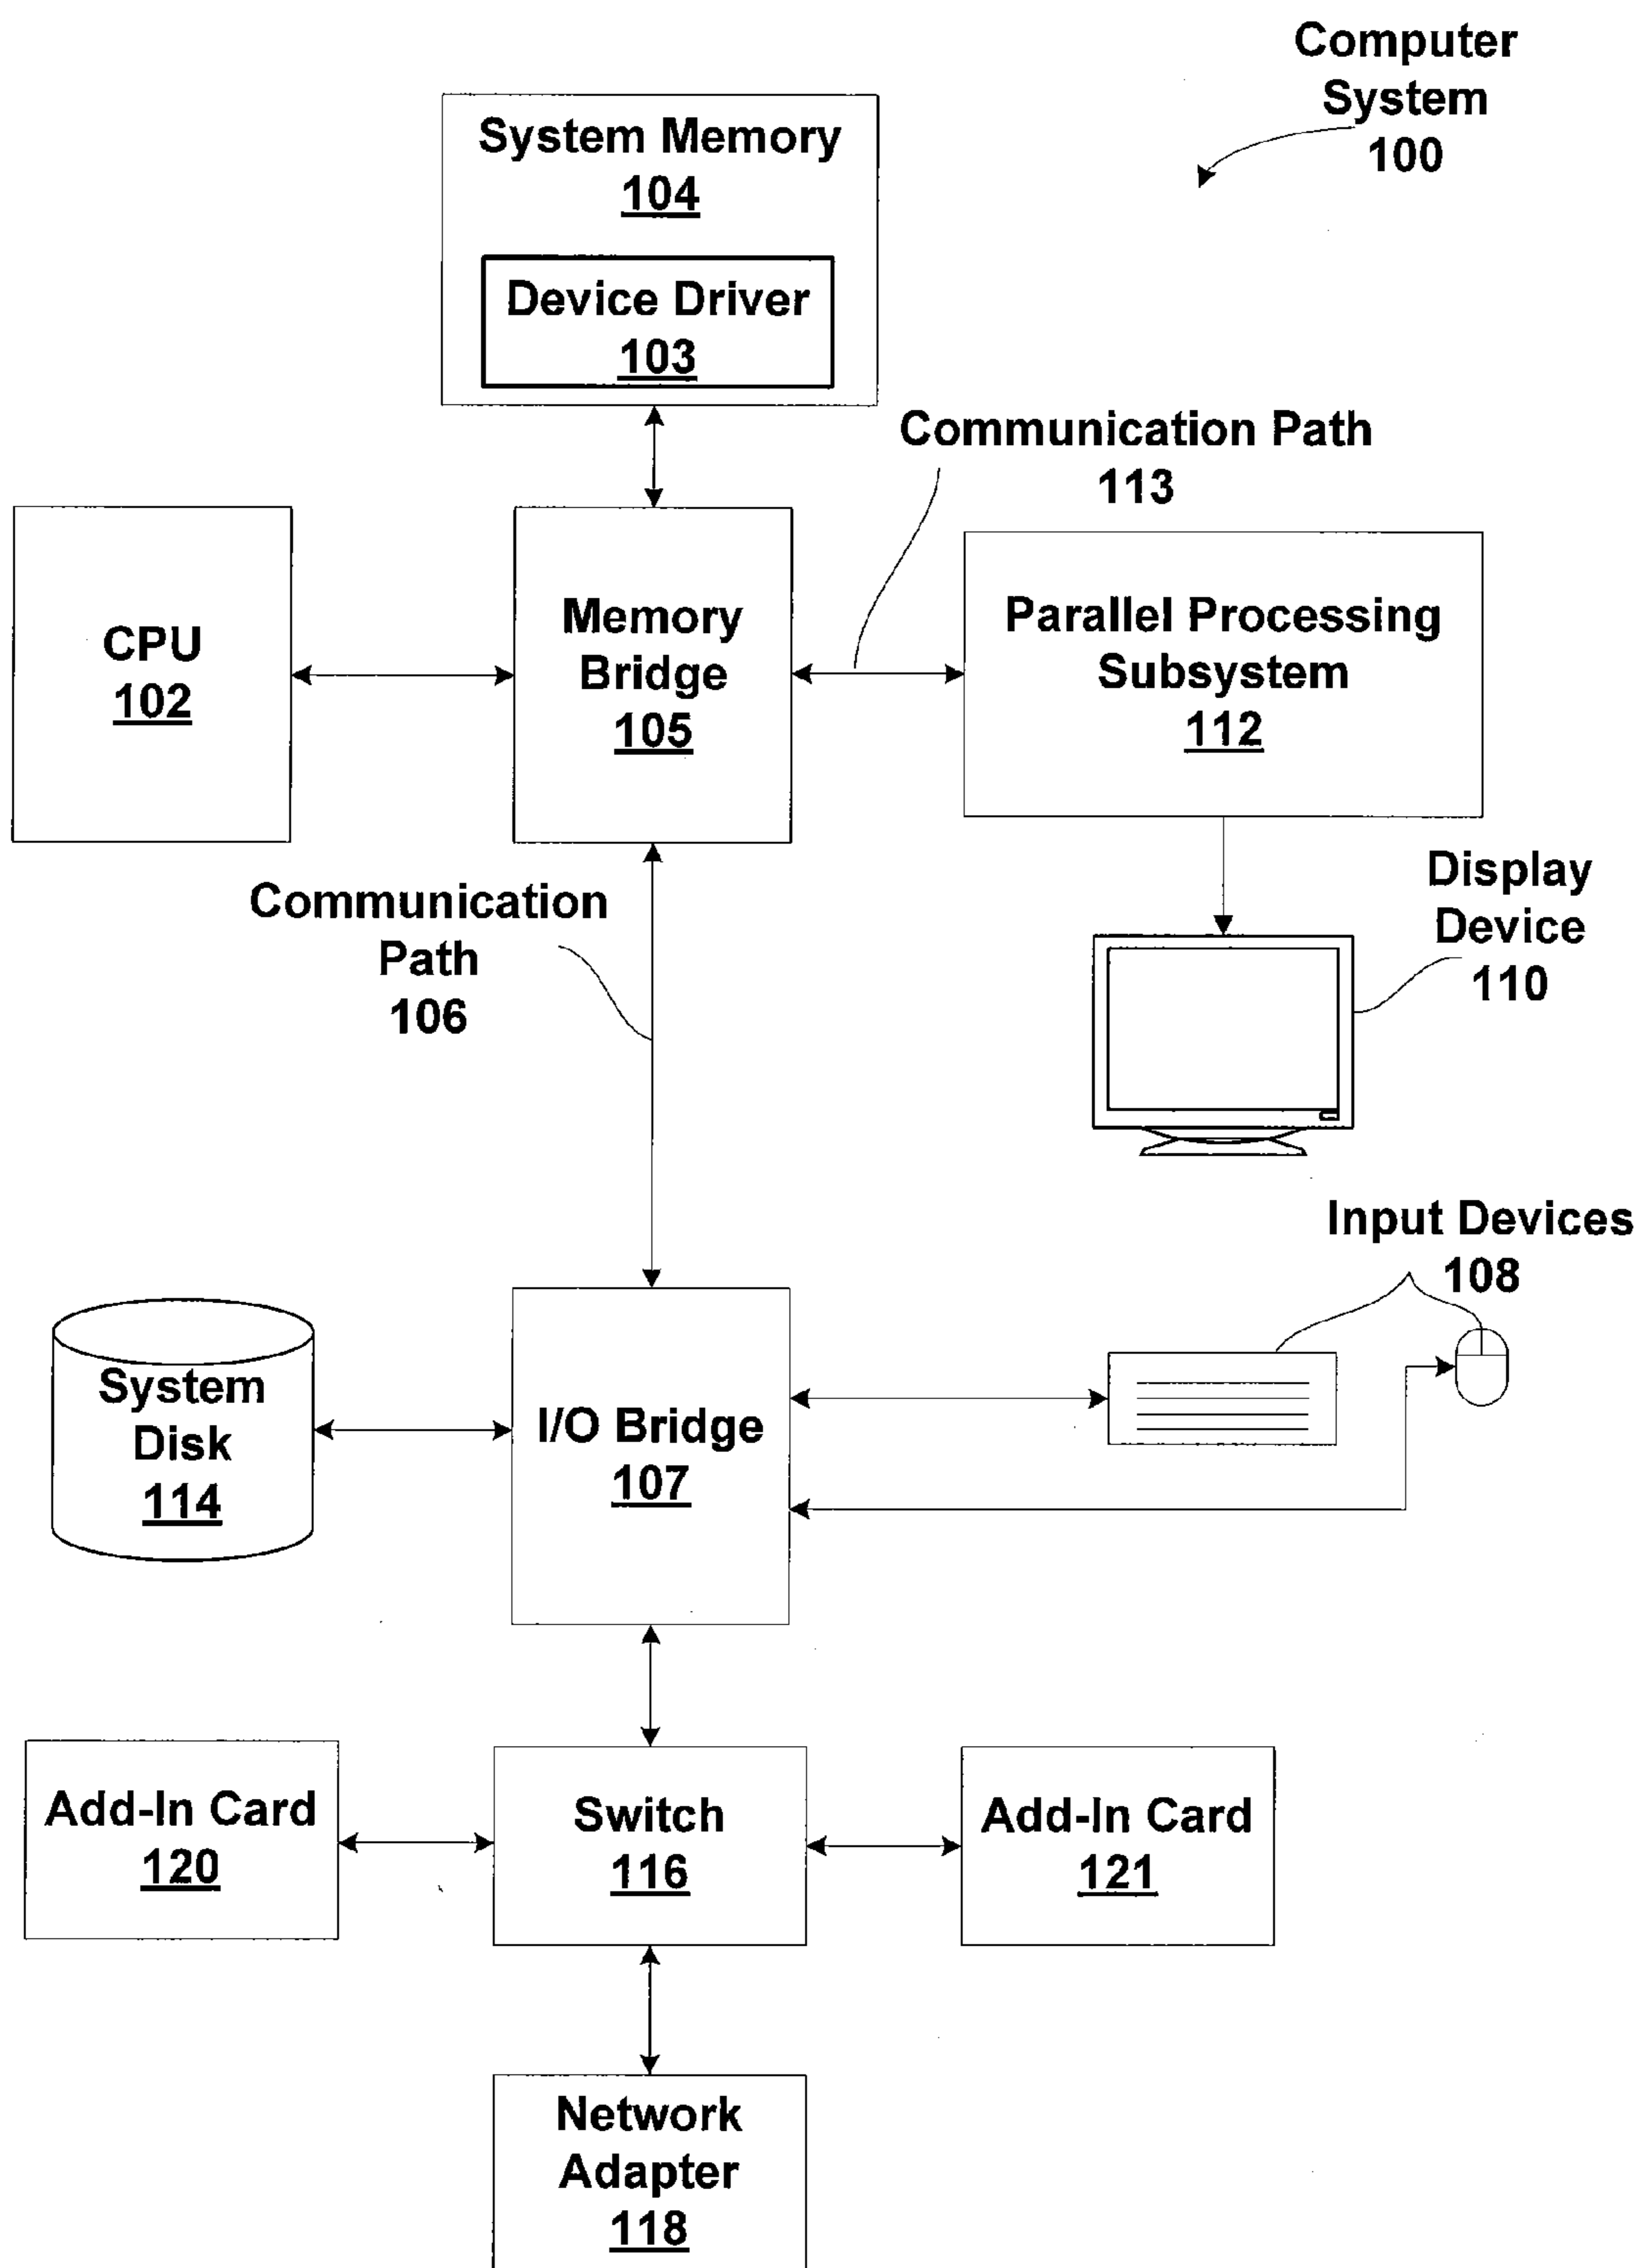 Computer
System
100
System Memory
104
Device Driver
103
Communication Path
113
CPU
102
Memory
Bridge
105
Parallel Processing
Subsystem
112
Communication
Path
106
Display
Device
110
Input Devices
108
System
Disk
114
I/O Bridge
107
Add-In Card
120
Switch
116
Add-In Card
121
Network
Adapter
118